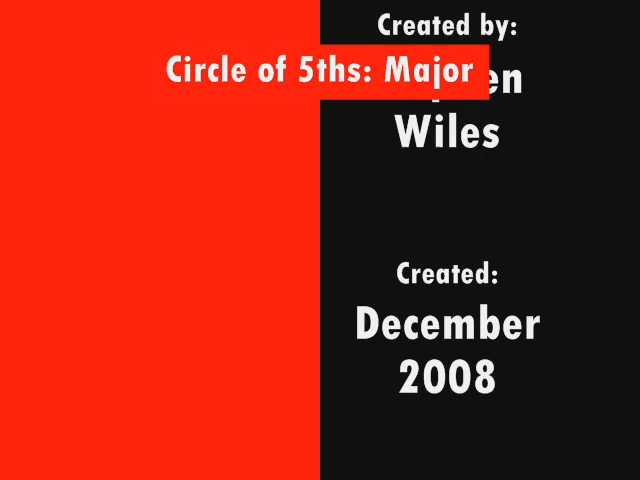 Created by:
Circle of 5ths: Major
Wiles
Created:
December
2008